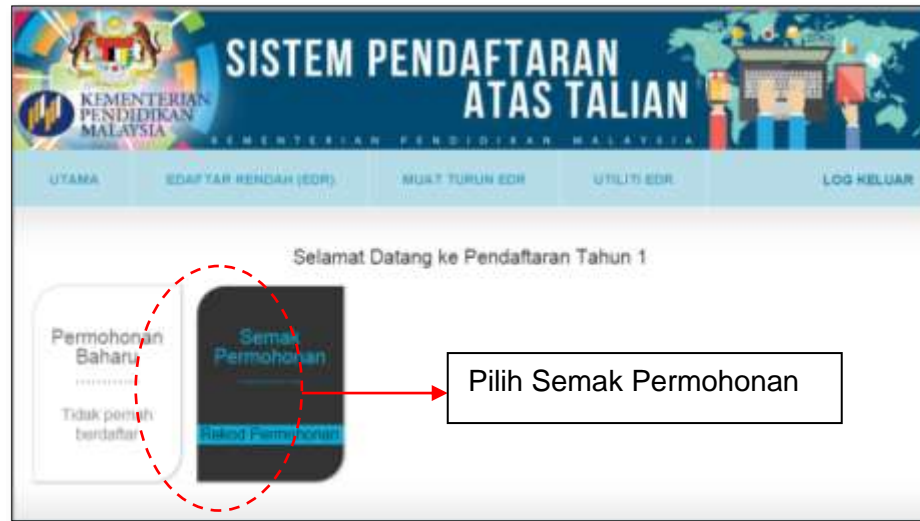 SISTEM PENDAFTARAN
ATAS TALIAN
KEMENTERIAN
PENDIDIKAN
MALAYSIA
KEMENTERIAN PENDIDIKAN MALAYSIA
UTAMA EDAFTAR RENDAH (EDR) MUAT TURUN EDR UTILITI EDR LOG KELUAR
Selamat Datang ke Pendaftaran Tahun 1
Permohonan
Baharu
Tidak pernah
berdaftar
Semak
Permohonan
Rekod Permohonan
Pilih Semak Permohonan